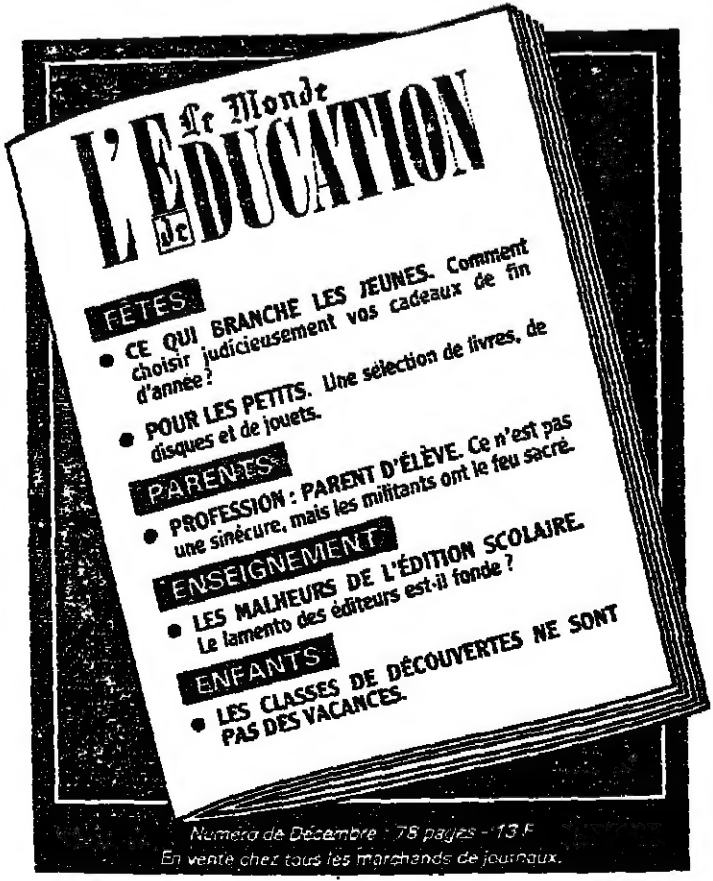 Le Monde
de
L'EDUCATION
FÊTES
• CE QUI BRANCHE LES JEUNES. Comment
choisir judicieusement vos cadeaux de fin
d'année ?
• POUR LES PETITS. Une sélection de livres, de
disques et de jouets.
PARENTS
• PROFESSION : PARENT D'ÉLÈVE. Ce n'est pas
une sinécure, mais les militants ont le feu sacré.
ENSEIGNEMENT
• LES MALHEURS DE L'ÉDITION SCOLAIRE.
Le lamento des éditeurs est-il fonde ?
ENFANTS
• LES CLASSES DE DÉCOUVERTES NE SONT
PAS DES VACANCES.
Numéro de Décembre : 78 pages - 13 F
En vente chez tous les marchands de journaux.